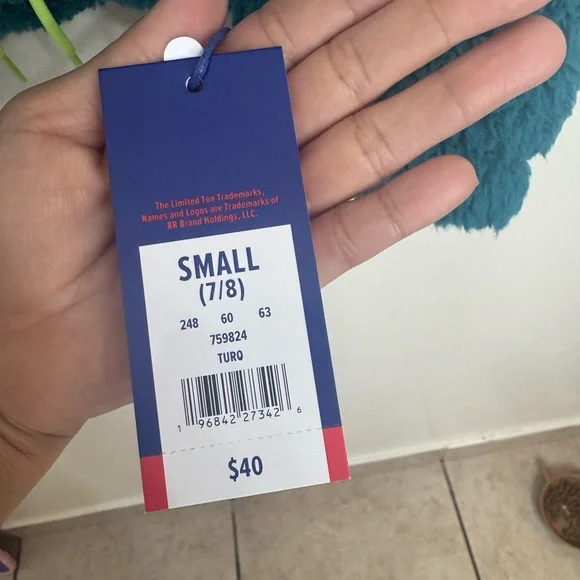 The Limited Too Trademarks,
Names and Logos are Trademarks of
BR Brand Holdings, LLC.
SMALL
(7/8)
248 60 63
759824
TURQ
1 96842 27342 6
$40